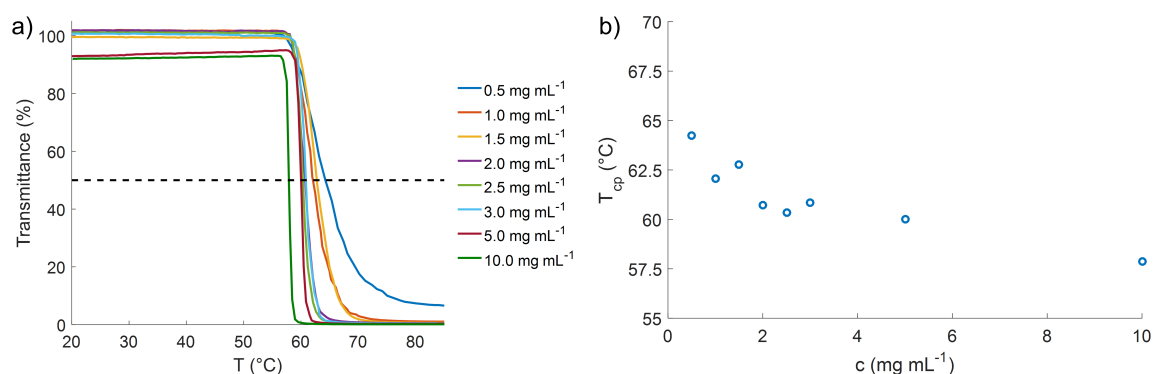 a)
100
80
60
40
20
0
Transmittance (%)
20 30 40 50 60 70 80
T (°C)
0.5 mg mL⁻¹
1.0 mg mL⁻¹
1.5 mg mL⁻¹
2.0 mg mL⁻¹
2.5 mg mL⁻¹
3.0 mg mL⁻¹
5.0 mg mL⁻¹
10.0 mg mL⁻¹
b)
70
67.5
65
62.5
60
57.5
55
T_cp (°C)
0 2 4 6 8 10
c (mg mL⁻¹)